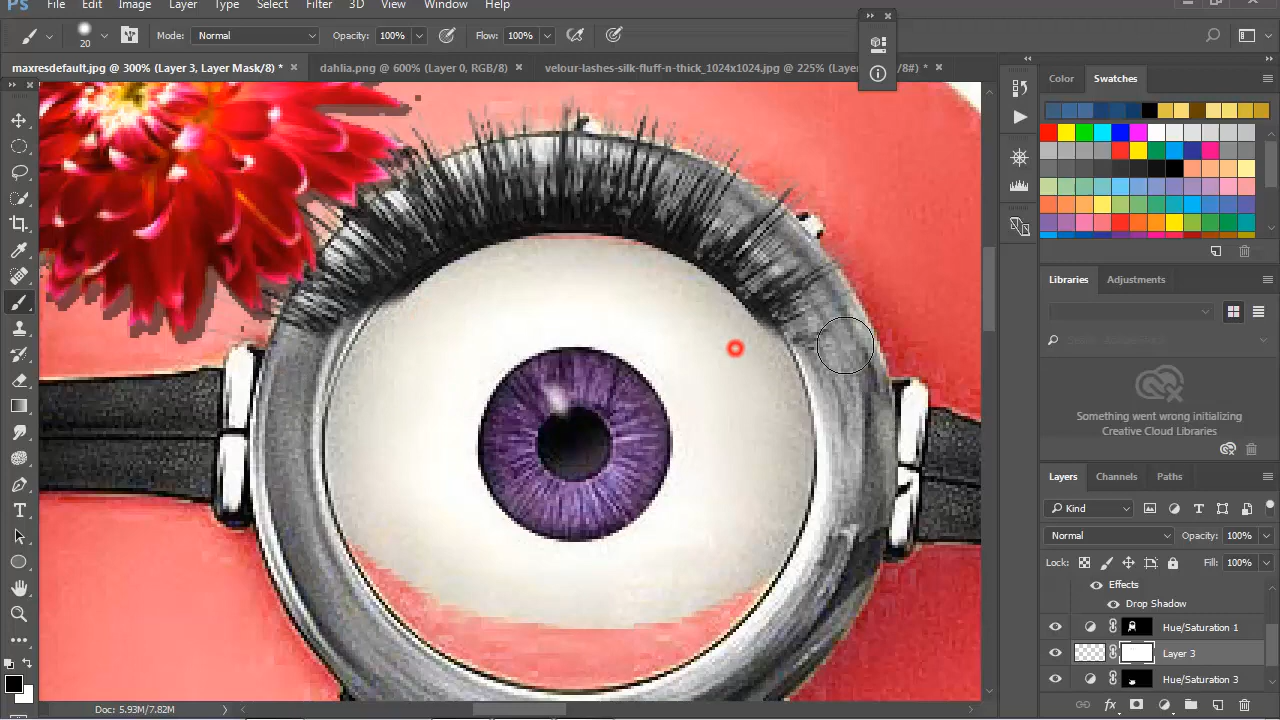 Ps File Edit Image Layer Type Select Filter 3D View Window Help
20 Mode: Normal Opacity: 100% Flow: 100%
maxresdefault.jpg @ 300% (Layer 3, Layer Mask/8) * × dahlia.png @ 600% (Layer 0, RGB/8) × velour-lashes-silk-fluff-n-thick_1024x1024.jpg @ 225% (Laye /8#) * ×
Color Swatches
Libraries Adjustments
Something went wrong initializing
Creative Cloud Libraries
Layers Channels Paths
Kind
Normal Opacity: 100%
Lock: Fill: 100%
Effects
Drop Shadow
Hue/Saturation 1
Layer 3
Hue/Saturation 3
Doc: 5.93M/7.82M